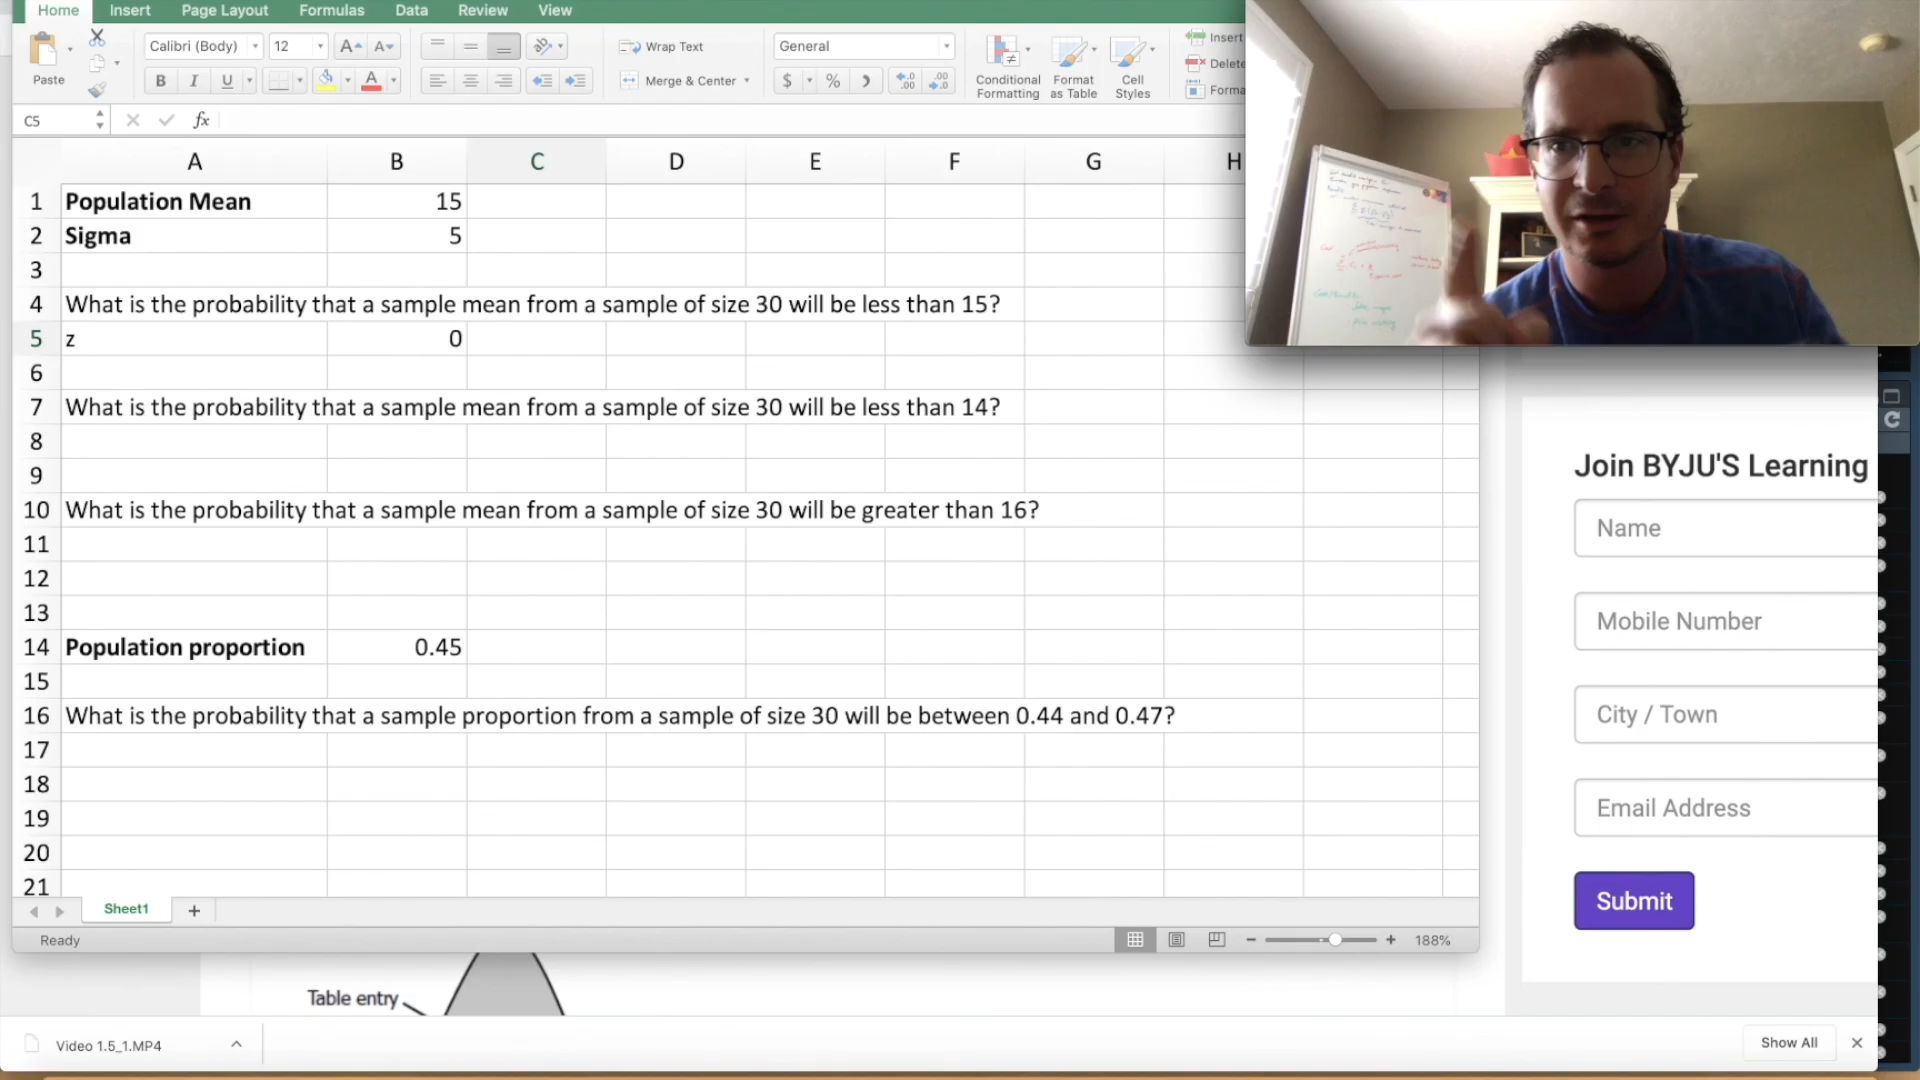 Home Insert Page Layout Formulas Data Review View
Paste
Calibri (Body) 12
A A
B I U A
Wrap Text
Merge & Center
General
$ % .0 .00 .00 .0
Conditional Formatting
Format as Table
Cell Styles
Insert
Delete
Forma
C5 fx
A B C D E F G H
1 Population Mean 15
2 Sigma 5
3
4 What is the probability that a sample mean from a sample of size 30 will be less than 15?
5 z 0
6
7 What is the probability that a sample mean from a sample of size 30 will be less than 14?
8
9
10 What is the probability that a sample mean from a sample of size 30 will be greater than 16?
11
12
13
14 Population proportion 0.45
15
16 What is the probability that a sample proportion from a sample of size 30 will be between 0.44 and 0.47?
17
18
19
20
21
Sheet1 +
Ready
188%
Join BYJU'S Learning
Name
Mobile Number
City / Town
Email Address
Submit
Table entry
Video 1.5_1.MP4
Show All